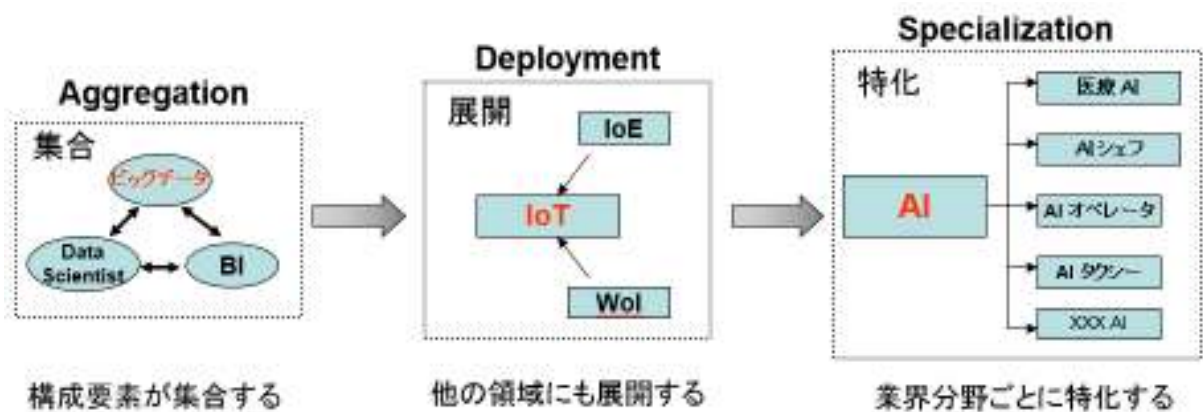 Aggregation
集合
ビックデータ
Data
Scientist
BI
構成要素が集合する
Deployment
展開
IoE
IoT
WoI
他の領域にも展開する
Specialization
特化
AI
医療 AI
AIシェフ
AI オペレータ
AI タクシー
XXX AI
業界分野ごとに特化する